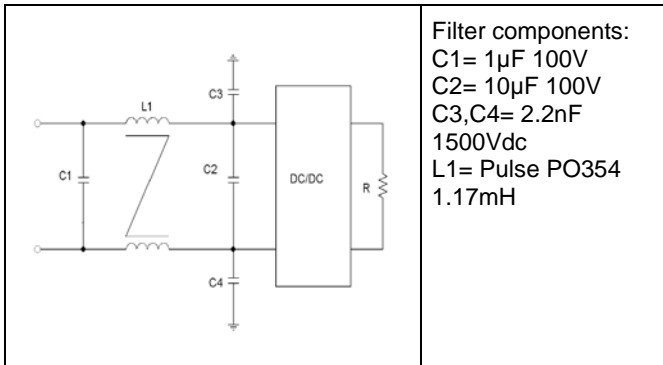 C3
L1
C1
C2
DC/DC
R
C4
Filter components:
C1= 1µF 100V
C2= 10µF 100V
C3,C4= 2.2nF
1500Vdc
L1= Pulse PO354
1.17mH